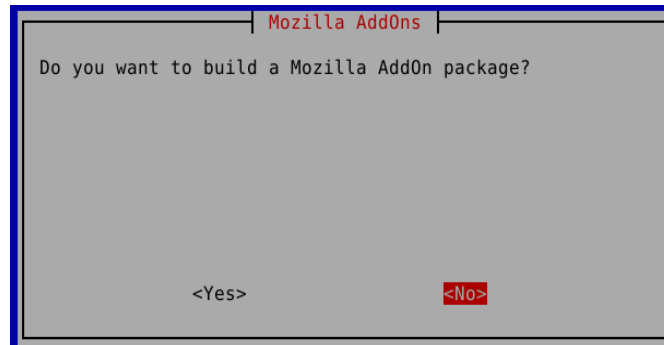 Mozilla AddOns
Do you want to build a Mozilla AddOn package?
<Yes> <No>